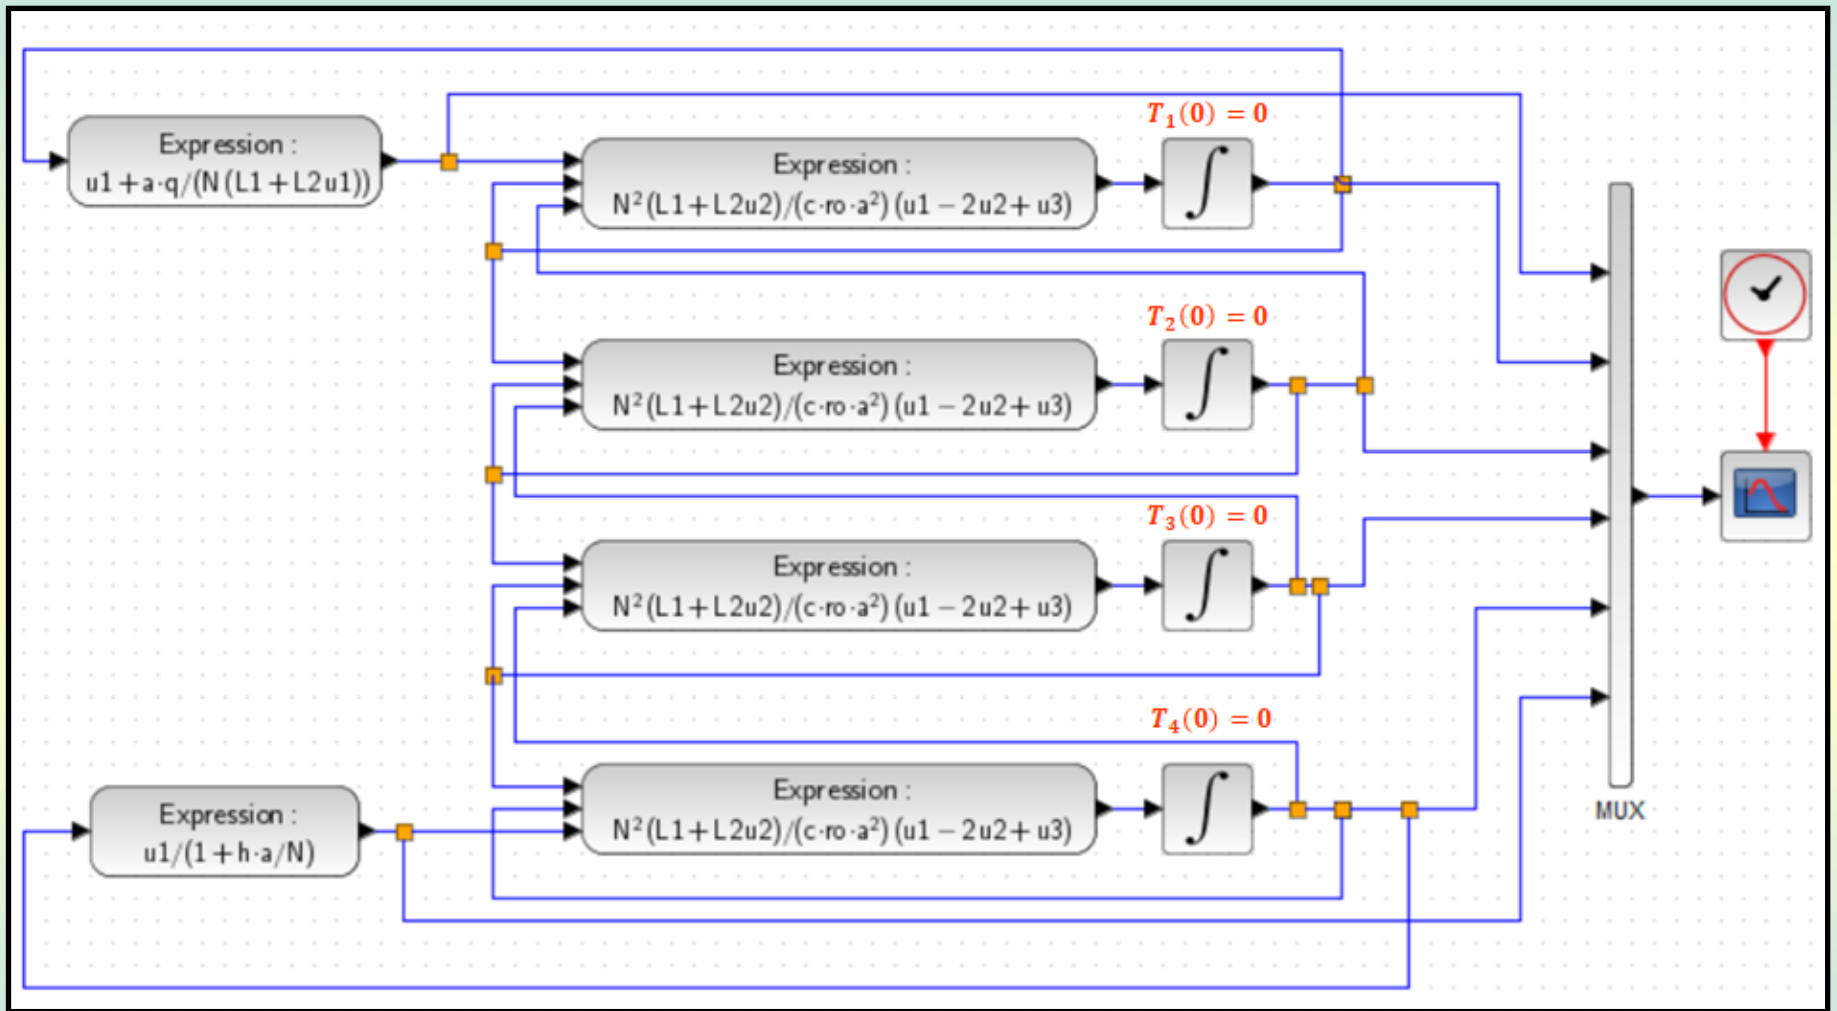 T₁(0) = 0
Expression :
u1+a·q/(N(L1+L2u1))
Expression :
N²(L1+L2u2)/(c·ro·a²)(u1−2u2+u3)
T₂(0) = 0
Expression :
N²(L1+L2u2)/(c·ro·a²)(u1−2u2+u3)
T₃(0) = 0
Expression :
N²(L1+L2u2)/(c·ro·a²)(u1−2u2+u3)
T₄(0) = 0
Expression :
N²(L1+L2u2)/(c·ro·a²)(u1−2u2+u3)
Expression :
u1/(1+h·a/N)
MUX